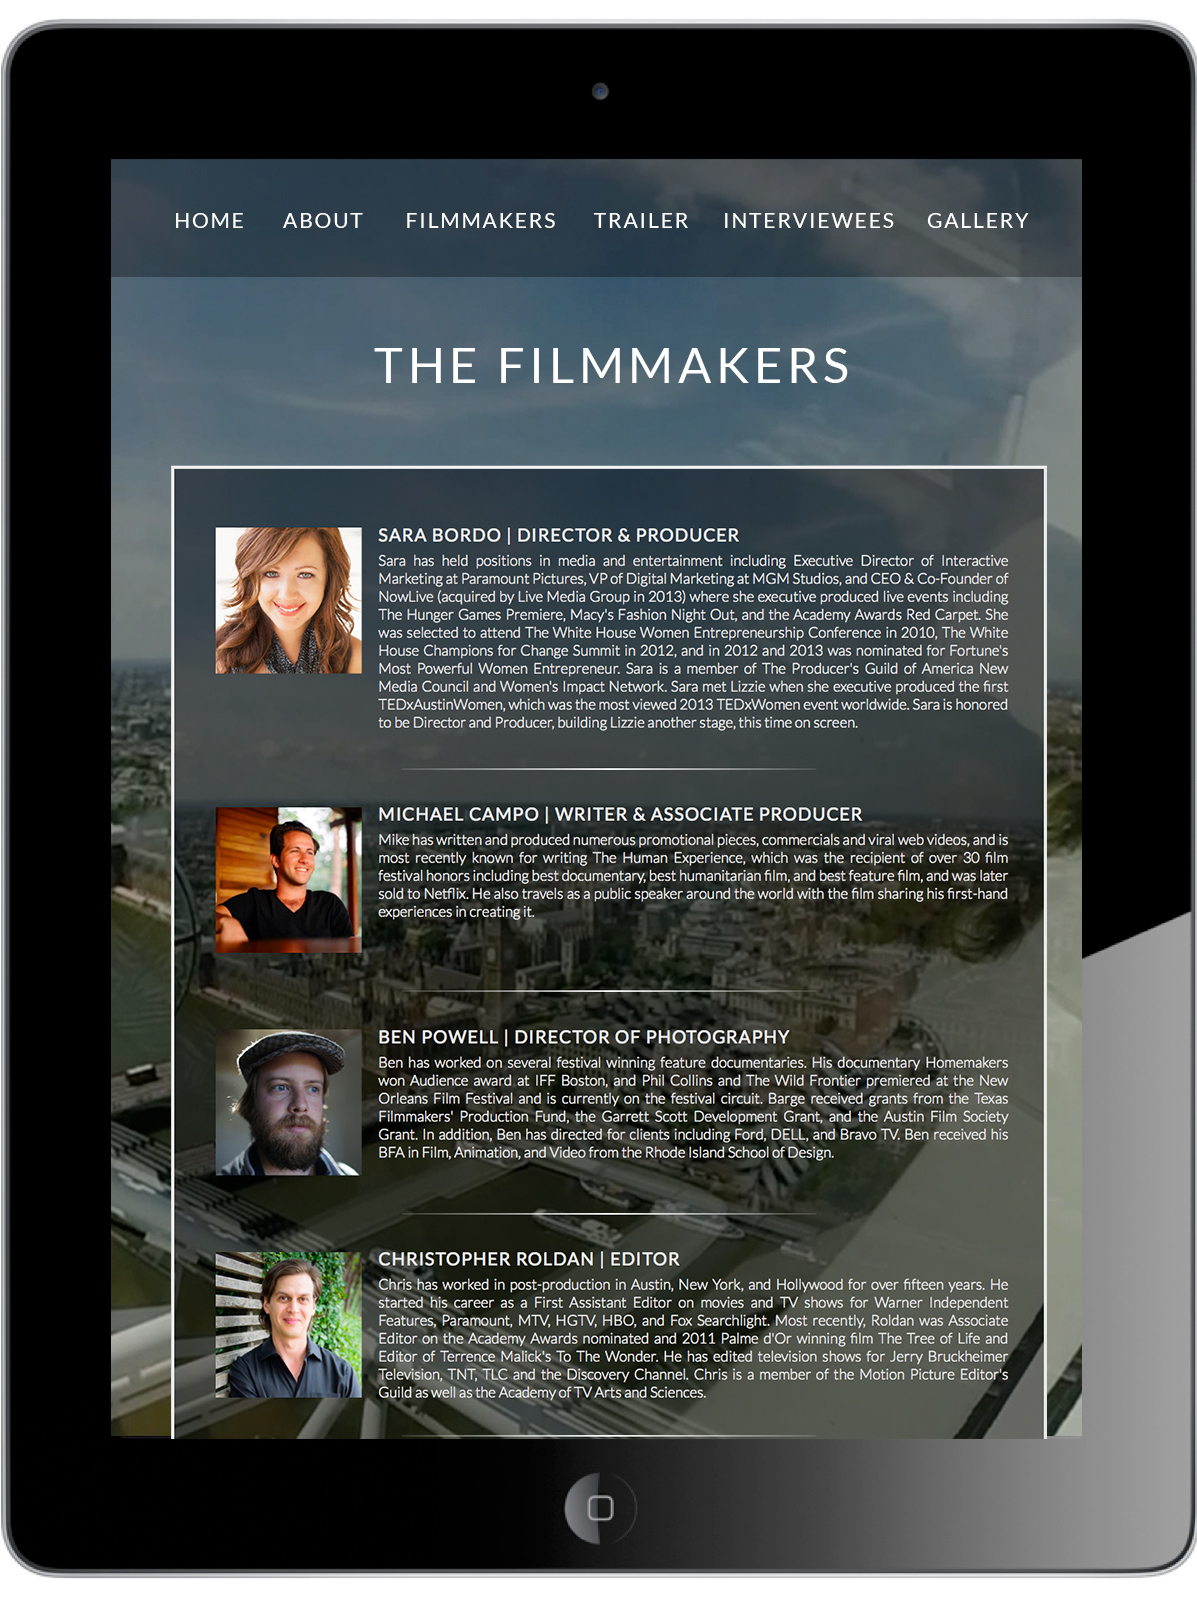 HOME ABOUT FILMMAKERS TRAILER INTERVIEWEES GALLERY
THE FILMMAKERS
SARA BORDO | DIRECTOR & PRODUCER
Sara has held positions in media and entertainment including Executive Director of Interactive
Marketing at Paramount Pictures, VP of Digital Marketing at MGM Studios, and CEO & Co-Founder of
NowLive (acquired by Live Media Group in 2013) where she executive produced live events including
The Hunger Games Premiere, Macy's Fashion Night Out, and the Academy Awards Red Carpet. She
was selected to attend The White House Women Entrepreneurship Conference in 2010, The White
House Champions for Change Summit in 2012, and in 2012 and 2013 was nominated for Fortune's
Most Powerful Women Entrepreneur. Sara is a member of The Producer's Guild of America New
Media Council and Women's Impact Network. Sara met Lizzie when she executive produced the first
TEDxAustinWomen, which was the most viewed 2013 TEDxWomen event worldwide. Sara is honored
to be Director and Producer, building Lizzie another stage, this time on screen.
MICHAEL CAMPO | WRITER & ASSOCIATE PRODUCER
Mike has written and produced numerous promotional pieces, commercials and viral web videos, and is
most recently known for writing The Human Experience, which was the recipient of over 30 film
festival honors including best documentary, best humanitarian film, and best feature film, and was later
sold to Netflix. He also travels as a public speaker around the world with the film sharing his first-hand
experiences in creating it.
BEN POWELL | DIRECTOR OF PHOTOGRAPHY
Ben has worked on several festival winning feature documentaries. His documentary Homemakers
won Audience award at IFF Boston, and Phil Collins and The Wild Frontier premiered at the New
Orleans Film Festival and is currently on the festival circuit. Barge received grants from the Texas
Filmmakers' Production Fund, the Garrett Scott Development Grant, and the Austin Film Society
Grant. In addition, Ben has directed for clients including Ford, DELL, and Bravo TV. Ben received his
BFA in Film, Animation, and Video from the Rhode Island School of Design.
CHRISTOPHER ROLDAN | EDITOR
Chris has worked in post-production in Austin, New York, and Hollywood for over fifteen years. He
started his career as a First Assistant Editor on movies and TV shows for Warner Independent
Features, Paramount, MTV, HGTV, HBO, and Fox Searchlight. Most recently, Roldan was Associate
Editor on the Academy Awards nominated and 2011 Palme d'Or winning film The Tree of Life and
Editor of Terrence Malick's To The Wonder. He has edited television shows for Jerry Bruckheimer
Television, TNT, TLC and the Discovery Channel. Chris is a member of the Motion Picture Editor's
Guild as well as the Academy of TV Arts and Sciences.